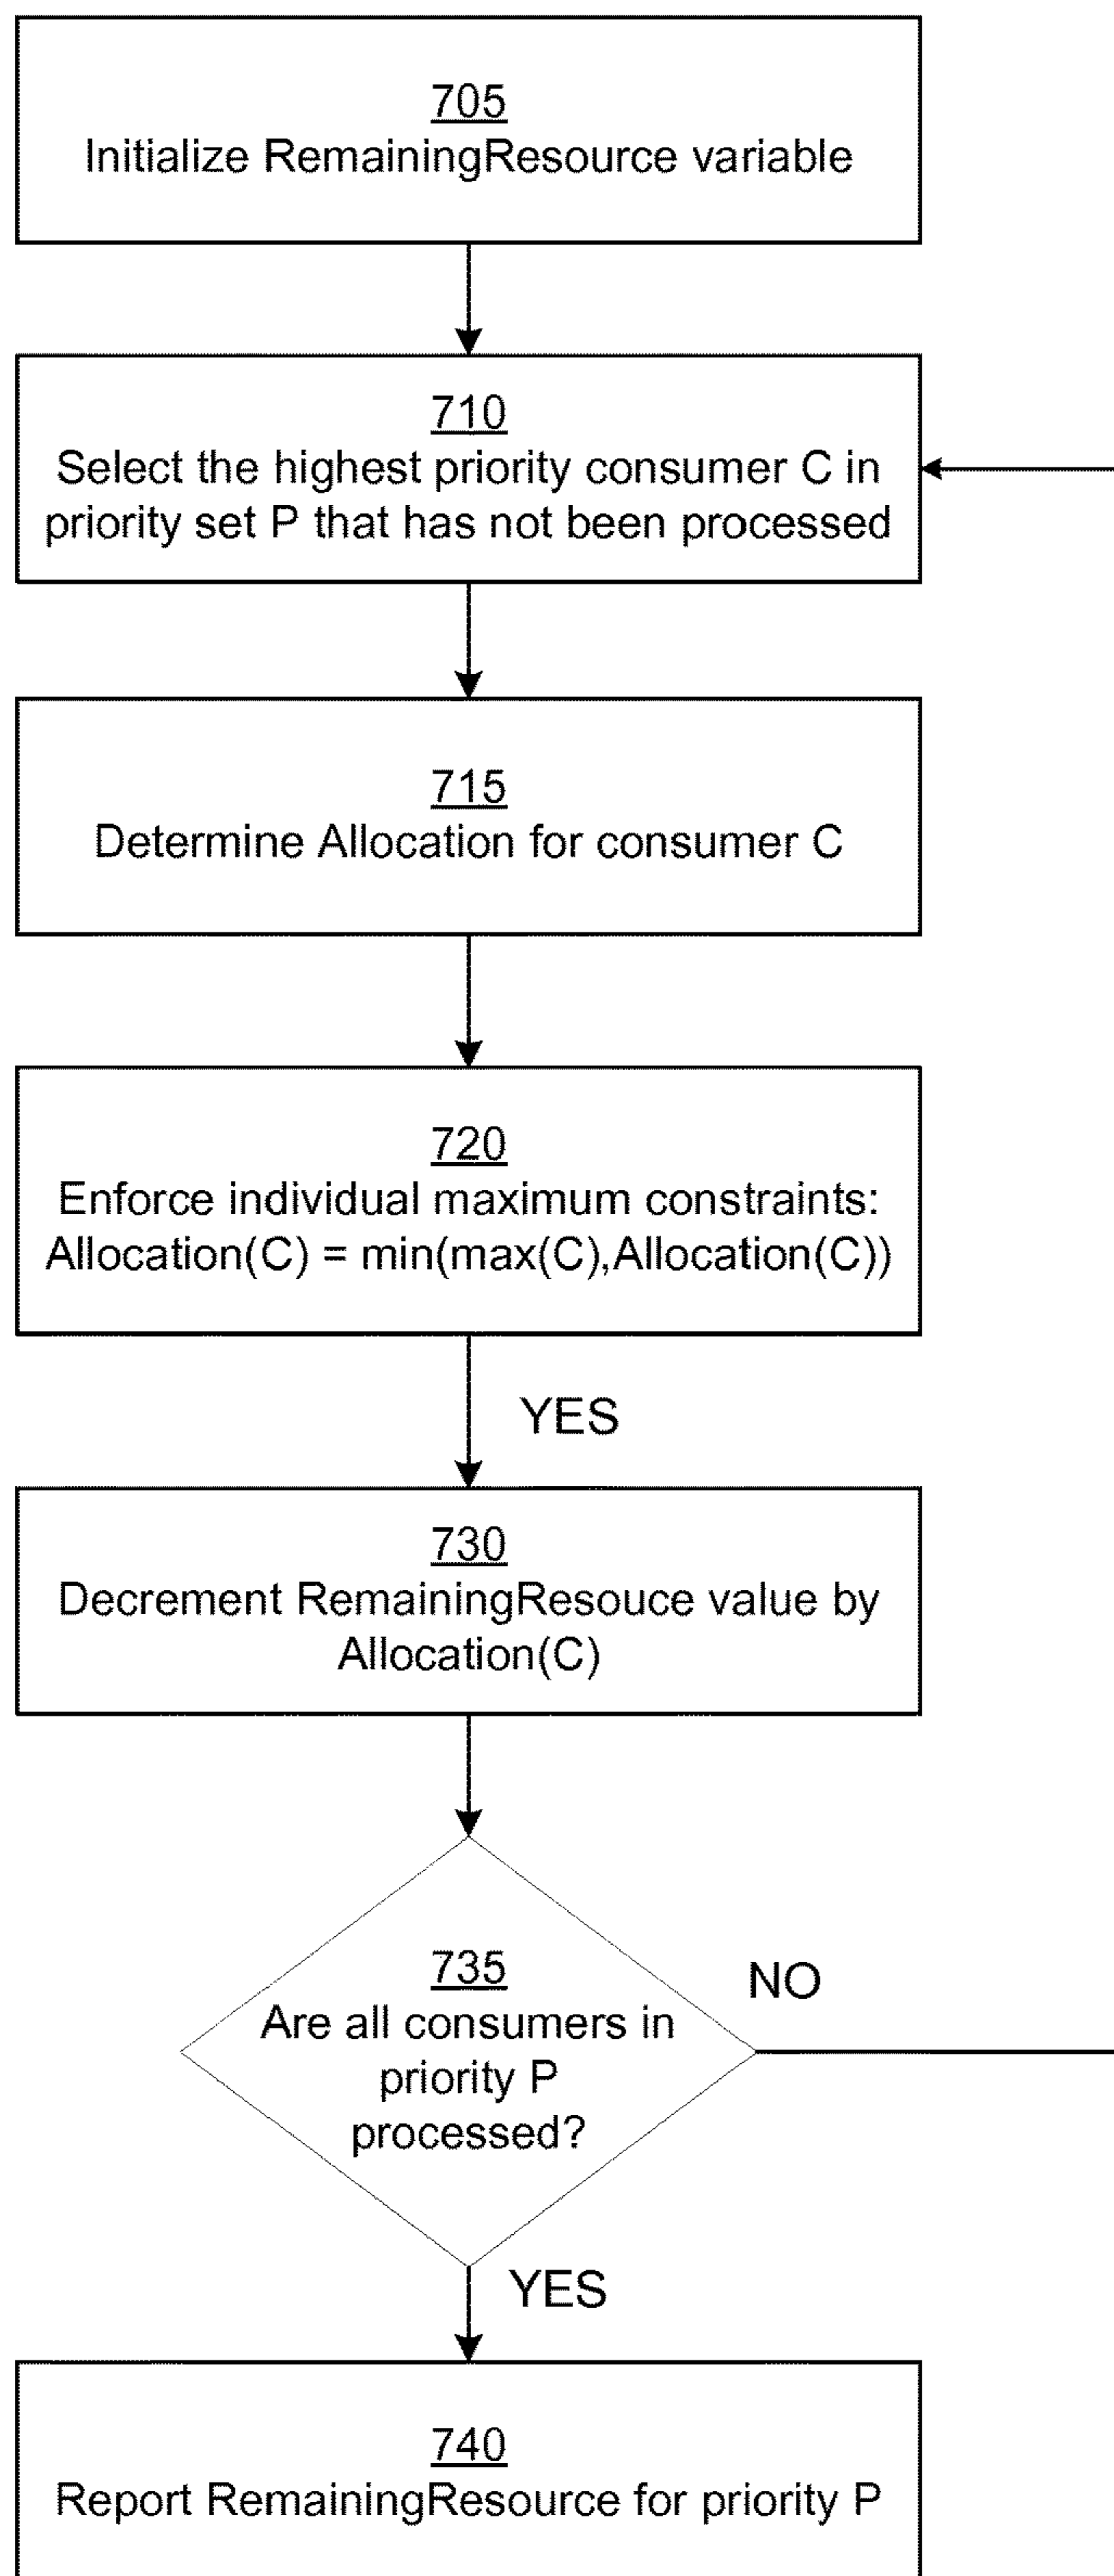 705
Initialize RemainingResource variable
710
Select the highest priority consumer C in
priority set P that has not been processed
715
Determine Allocation for consumer C
720
Enforce individual maximum constraints:
Allocation(C) = min(max(C),Allocation(C))
YES
730
Decrement RemainingResouce value by
Allocation(C)
735
Are all consumers in
priority P
processed?
NO
YES
740
Report RemainingResource for priority P